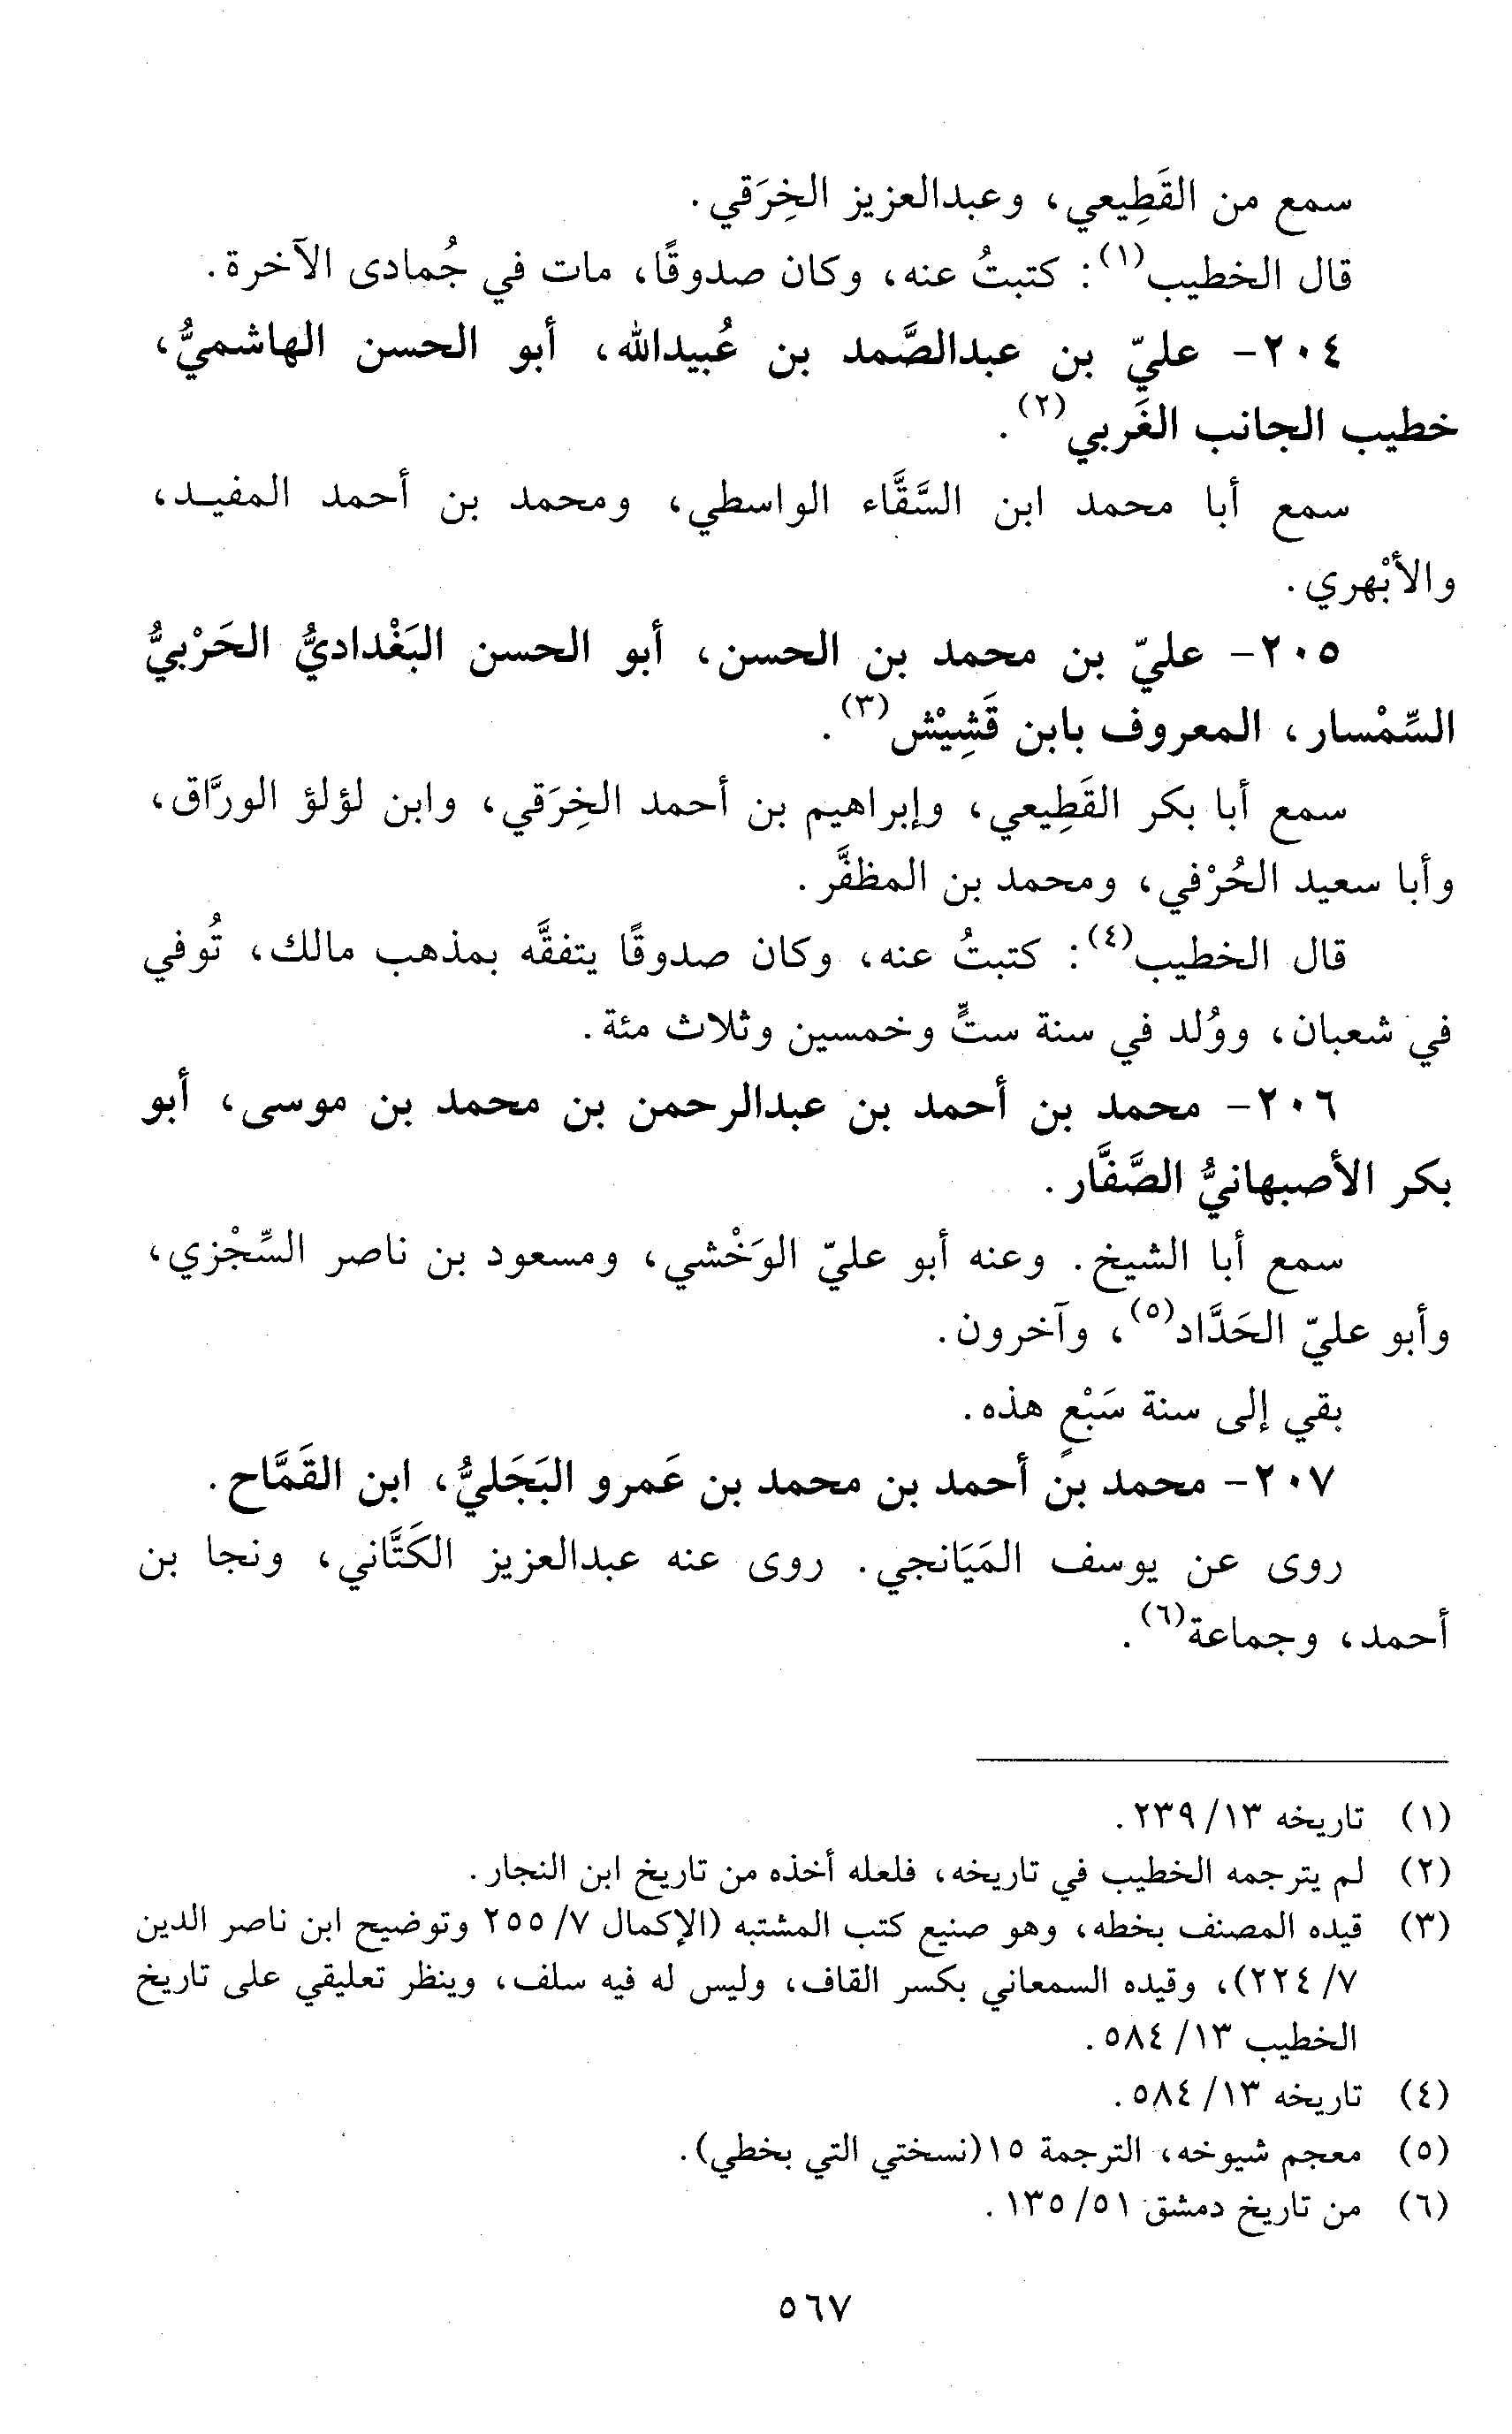 سمع من القَطِيعي، وعبدالعزيز الخِرَقي.
قال الخطيب(١): كتبتُ عنه، وكان صدوقًا، مات في جُمادى الآخرة.
٢٠٤- عليّ بن عبدالصَّمد بن عُبيدالله، أبو الحسن الهاشميُّ،
خطيب الجانب الغَربي(٢).
سمع أبا محمد ابن السَّقَّاء الواسطي، ومحمد بن أحمد المفيد،
والأبْهري.
٢٠٥- عليّ بن محمد بن الحسن، أبو الحسن البَغْداديُّ الحَرْبيُّ
السِّمْسار، المعروف بابن قَشِيْش(٣).
سمع أبا بكر القَطِيعي، وإبراهيم بن أحمد الخِرَقي، وابن لؤلؤ الورَّاق،
وأبا سعيد الحُرْفي، ومحمد بن المظفَّر.
قال الخطيب(٤): كتبتُ عنه، وكان صدوقًا يتفقَّه بمذهب مالك، تُوفي
في شعبان، ووُلد في سنة ستٍّ وخمسين وثلاث مئة.
٢٠٦- محمد بن أحمد بن عبدالرحمن بن محمد بن موسى، أبو
بكر الأصبهانيُّ الصَّفَّار.
سمع أبا الشيخ. وعنه أبو عليّ الوَخْشي، ومسعود بن ناصر السِّجْزي،
وأبو عليّ الحَدَّاد(٥)، وآخرون.
بقي إلى سنة سَبْعٍ هذه.
٢٠٧- محمد بن أحمد بن محمد بن عَمرو البَجَليُّ، ابن القَمَّاح.
روى عن يوسف المَيَانجي. روى عنه عبدالعزيز الكَتَّاني، ونجا بن
أحمد، وجماعة(٦).
(١) تاريخه ١٣/ ٢٣٩.
(٢) لم يترجمه الخطيب في تاريخه، فلعله أخذه من تاريخ ابن النجار.
(٣) قيده المصنف بخطه، وهو صنيع كتب المشتبه (الإكمال ٧/ ٢٥٥ وتوضيح ابن ناصر الدين
٧/ ٢٢٤)، وقيده السمعاني بكسر القاف، وليس له فيه سلف، وينظر تعليقي على تاريخ
الخطيب ١٣/ ٥٨٤.
(٤) تاريخه ١٣/ ٥٨٤.
(٥) معجم شيوخه، الترجمة ١٥ (نسختي التي بخطي).
(٦) من تاريخ دمشق ٥١/ ١٣٥.
٥٦٧